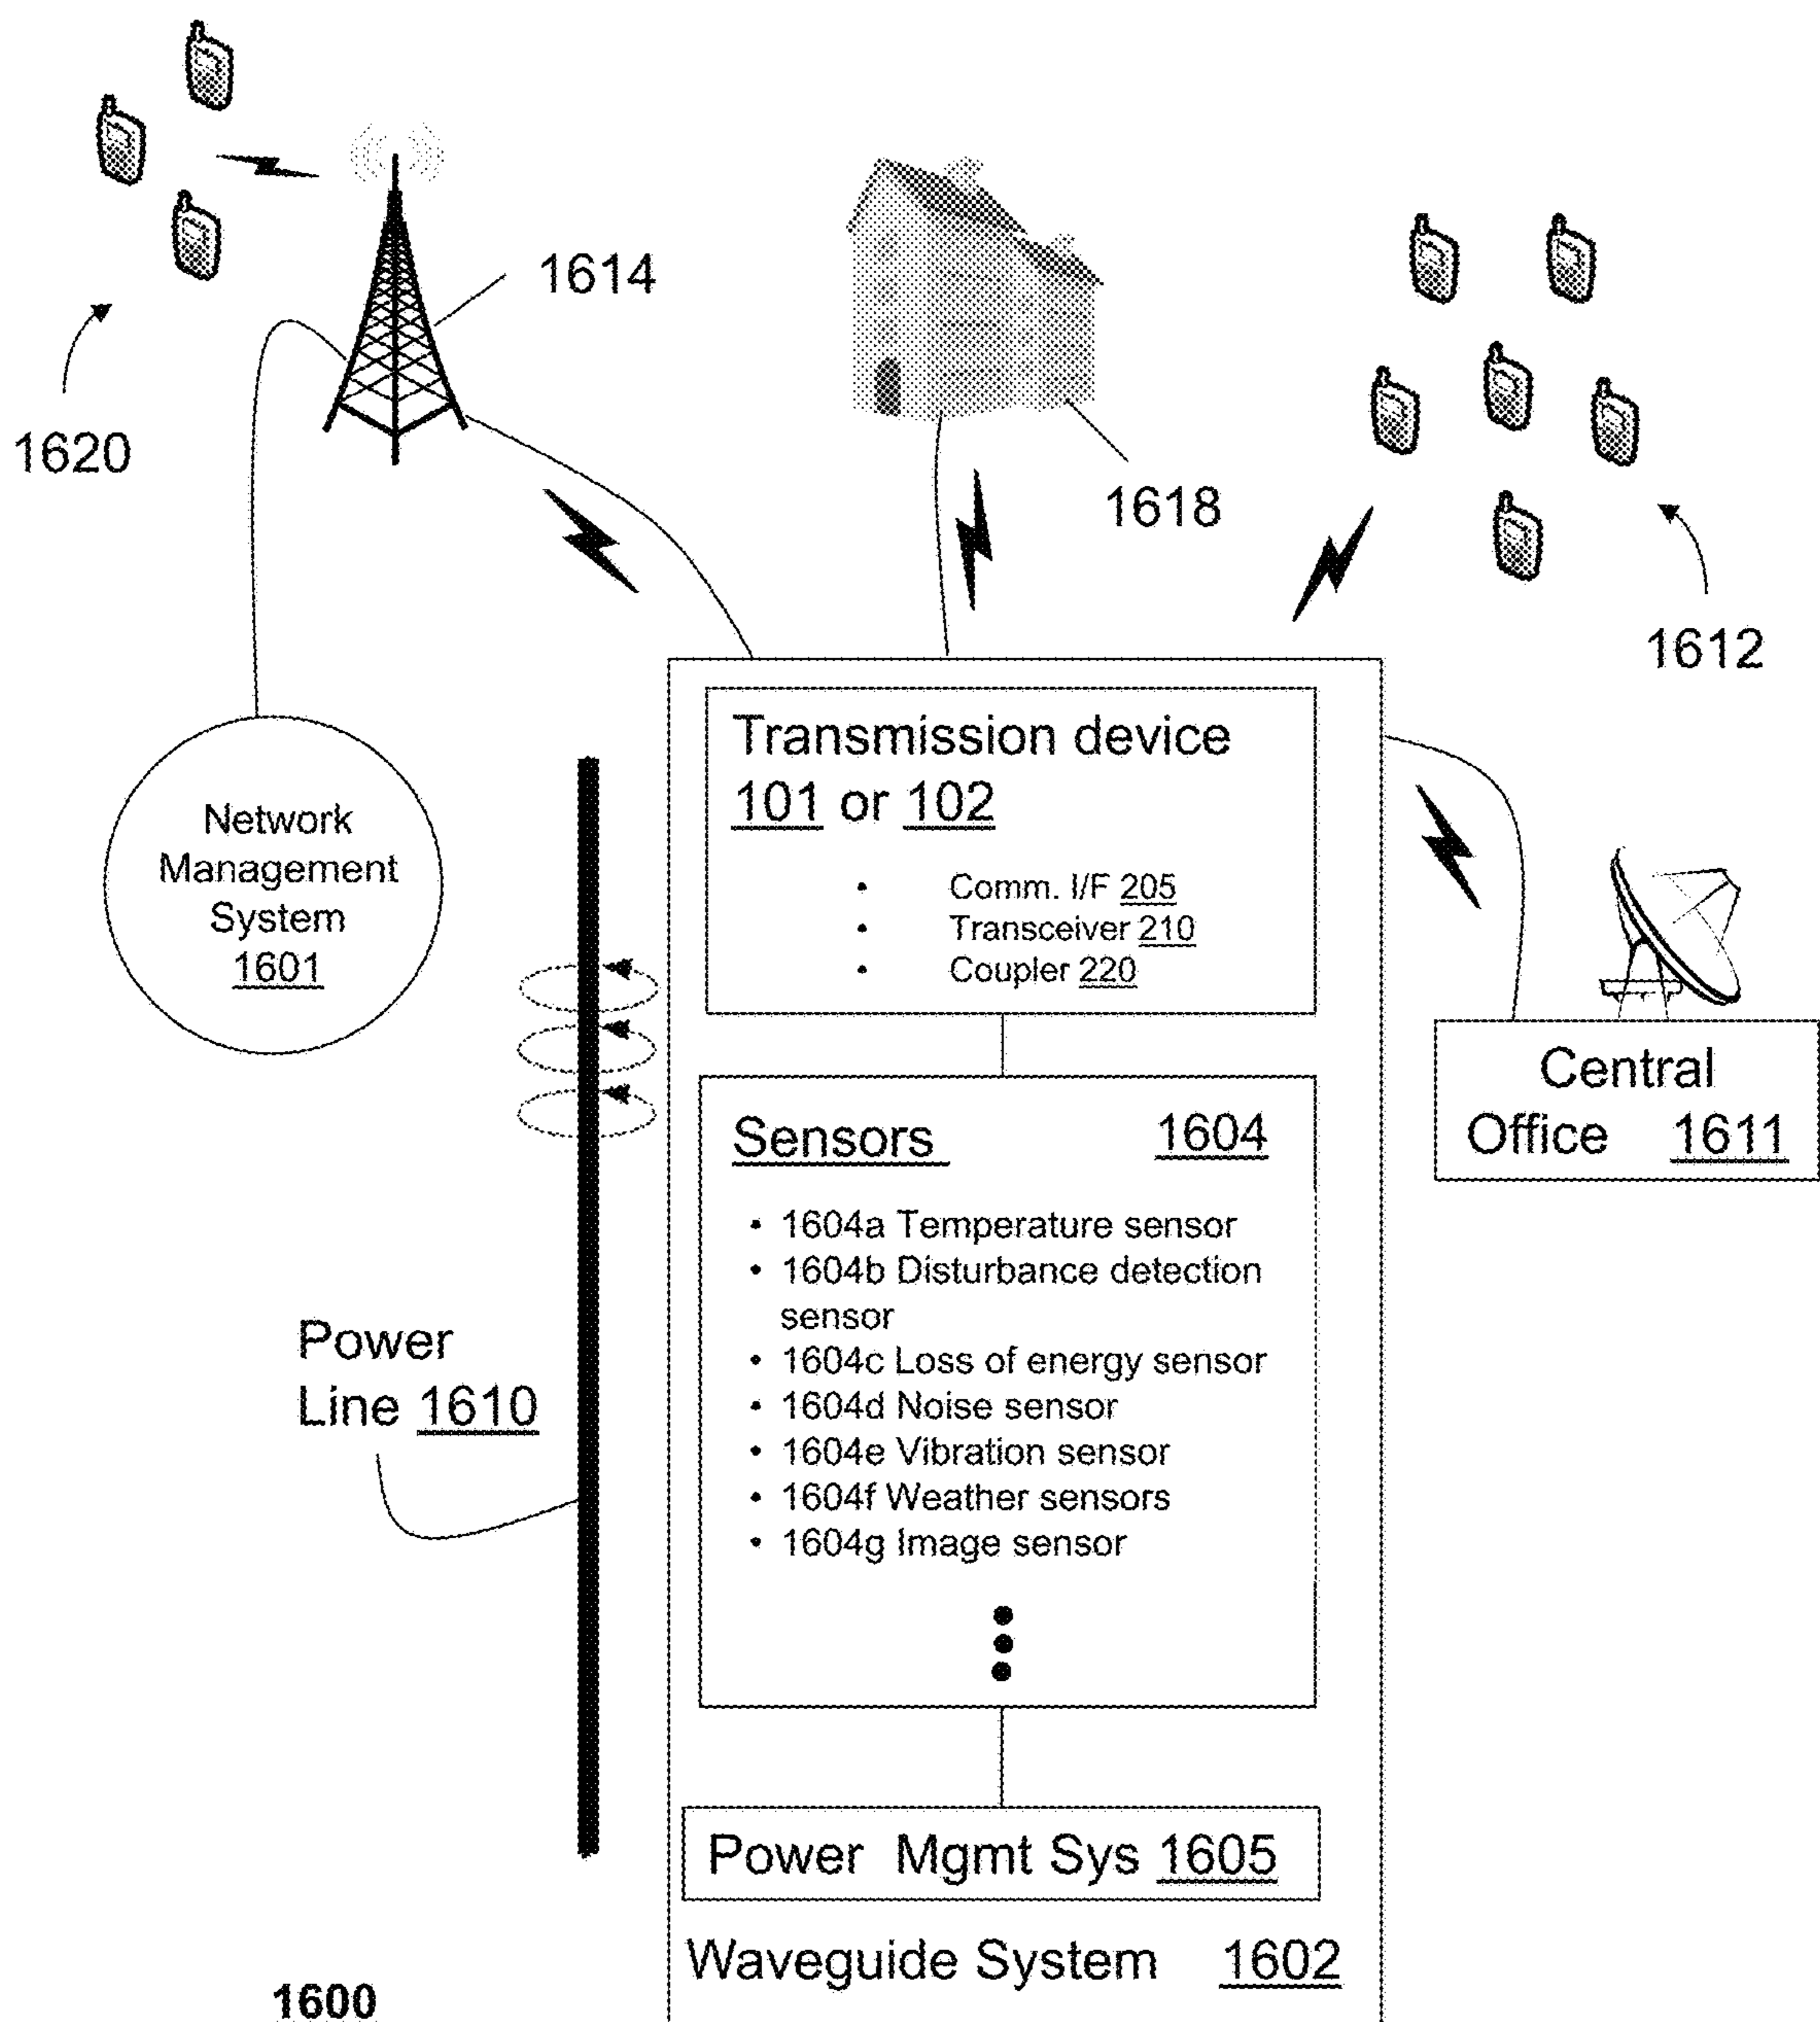 1614
1620
1618
1612
Network
Management
System
1601
Transmission device
101 or 102
• Comm. I/F 205
• Transceiver 210
• Coupler 220
Central
Office 1611
Sensors 1604
• 1604a Temperature sensor
• 1604b Disturbance detection
sensor
• 1604c Loss of energy sensor
• 1604d Noise sensor
• 1604e Vibration sensor
• 1604f Weather sensors
• 1604g Image sensor
Power
Line 1610
Power Mgmt Sys 1605
Waveguide System 1602
1600